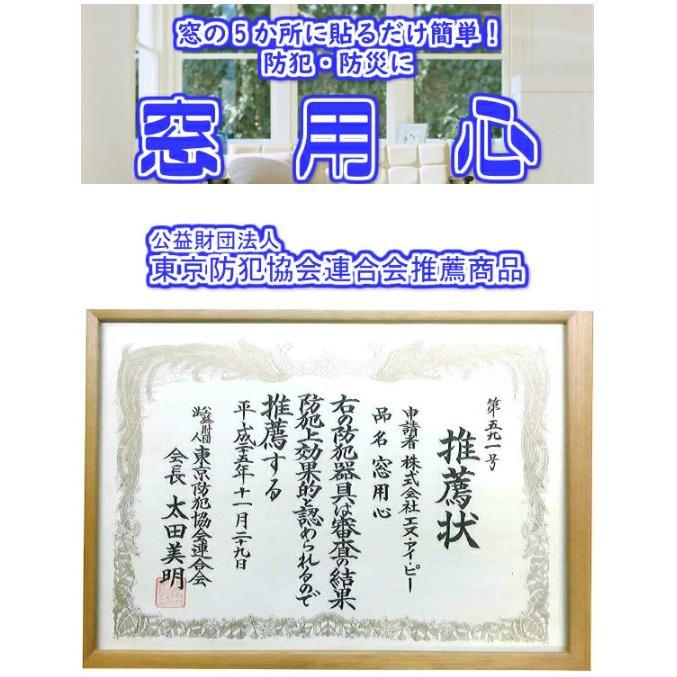 窓の5か所に貼るだけ簡単！
防犯・防災に
窓用心
公益財団法人
東京防犯協会連合会推薦商品
第五九一号
推薦状
申請者 株式会社エス・アイ・ピー
品名 窓用心
右の防犯器具は審査の結果
防犯上効果的と認められるので
推薦する
平成二十五年十一月二十九日
公益財団法人 東京防犯協会連合会
会長 太田美明